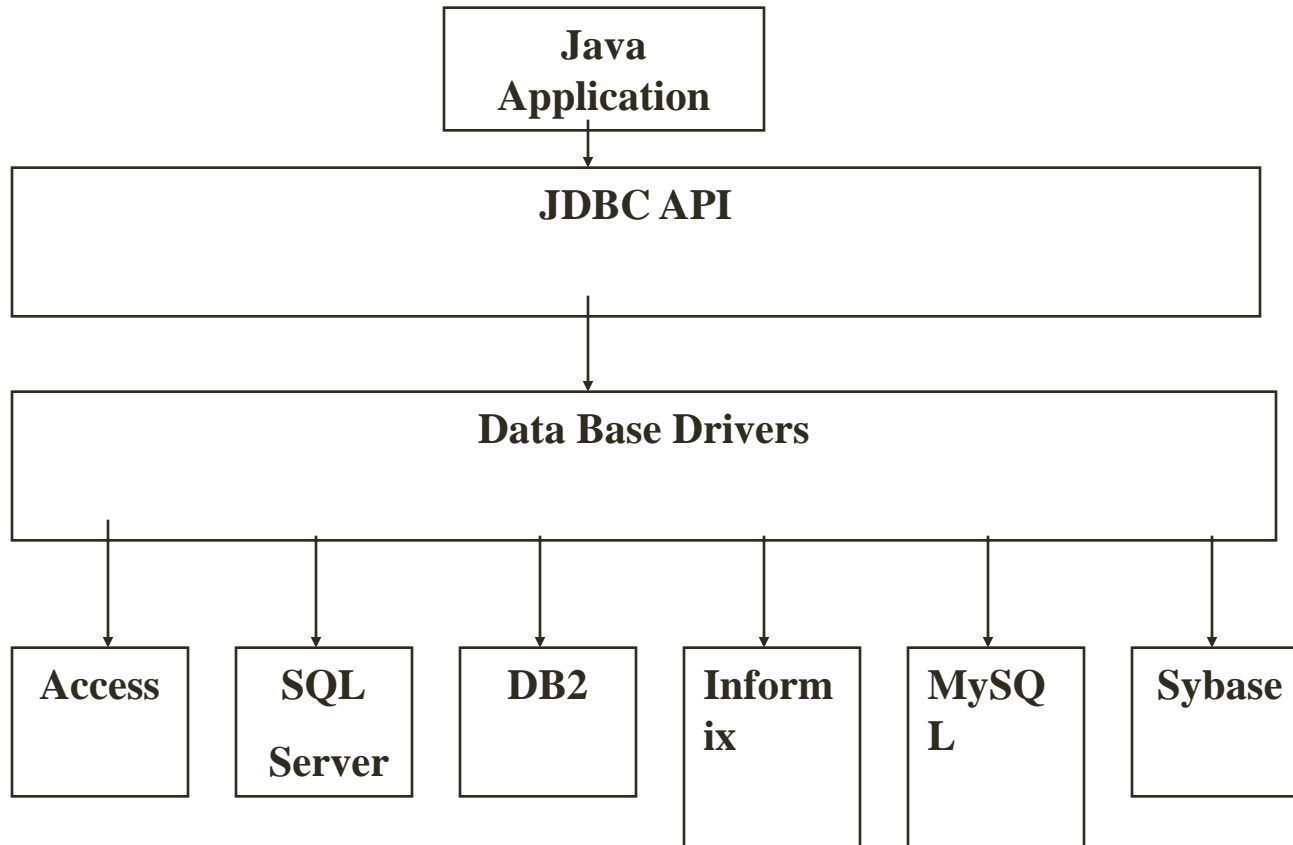 Java
Application
JDBC API
Data Base Drivers
Access
SQL
Server
DB2
Inform
ix
MySQ
L
Sybase